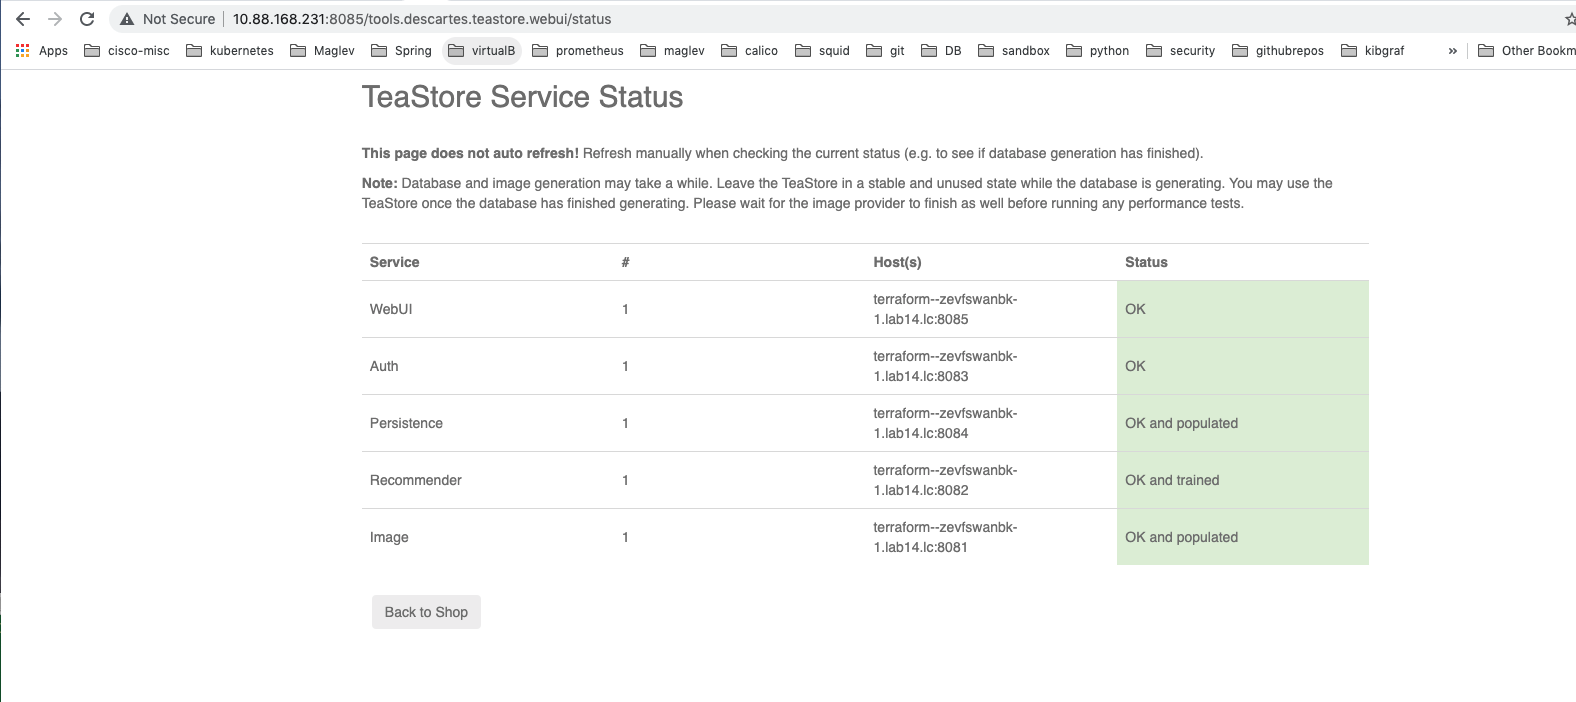 Not Secure 10.88.168.231:8085/tools.descartes.teastore.webui/status
Apps cisco-misc kubernetes Maglev Spring virtualB prometheus maglev calico squid git DB sandbox python security githubrepos kibgraf » Other Bookm
TeaStore Service Status
This page does not auto refresh! Refresh manually when checking the current status (e.g. to see if database generation has finished).
Note: Database and image generation may take a while. Leave the TeaStore in a stable and unused state while the database is generating. You may use the
TeaStore once the database has finished generating. Please wait for the image provider to finish as well before running any performance tests.
Service # Host(s) Status
WebUI 1 terraform--zevfswanbk-
1.lab14.lc:8085 OK
Auth 1 terraform--zevfswanbk-
1.lab14.lc:8083 OK
Persistence 1 terraform--zevfswanbk-
1.lab14.lc:8084 OK and populated
Recommender 1 terraform--zevfswanbk-
1.lab14.lc:8082 OK and trained
Image 1 terraform--zevfswanbk-
1.lab14.lc:8081 OK and populated
Back to Shop